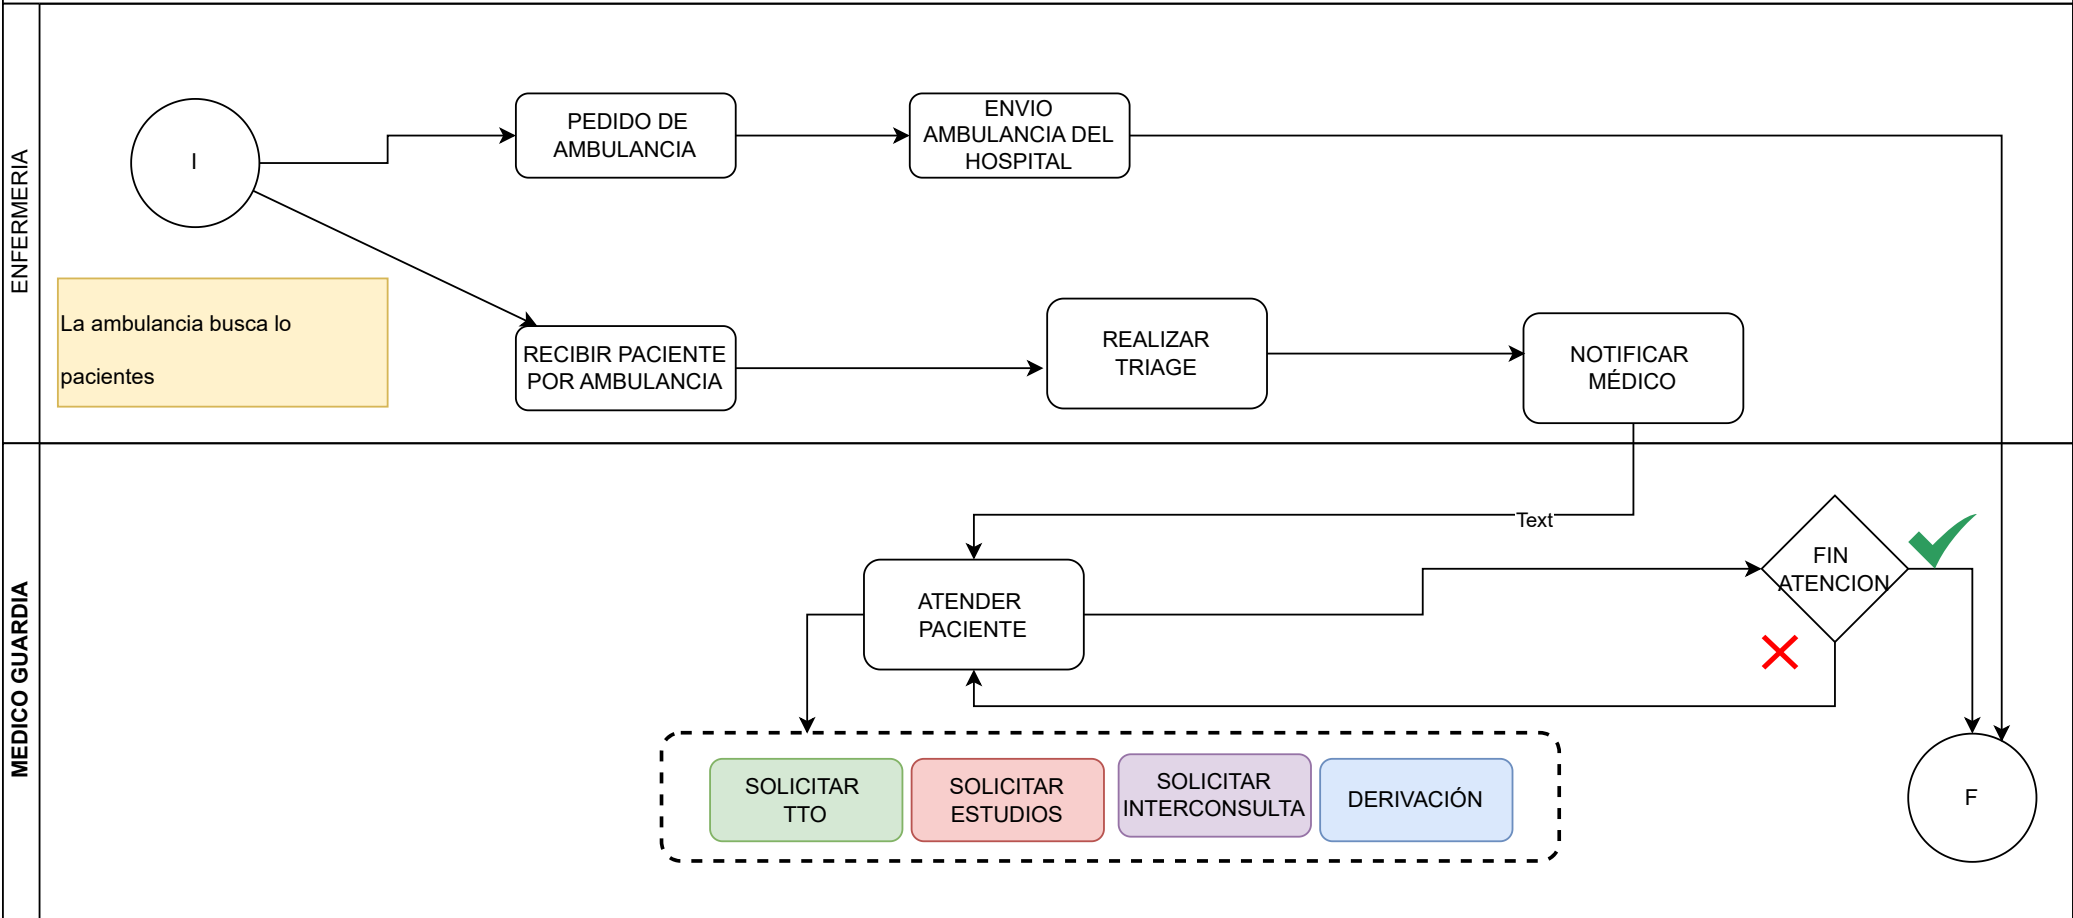 ENFERMERIA
I
PEDIDO DE
AMBULANCIA
ENVIO
AMBULANCIA DEL
HOSPITAL
La ambulancia busca lo
pacientes
RECIBIR PACIENTE
POR AMBULANCIA
REALIZAR
TRIAGE
NOTIFICAR
MÉDICO
MEDICO GUARDIA
Text
ATENDER
PACIENTE
FIN
ATENCION
SOLICITAR
TTO
SOLICITAR
ESTUDIOS
SOLICITAR
INTERCONSULTA
DERIVACIÓN
F